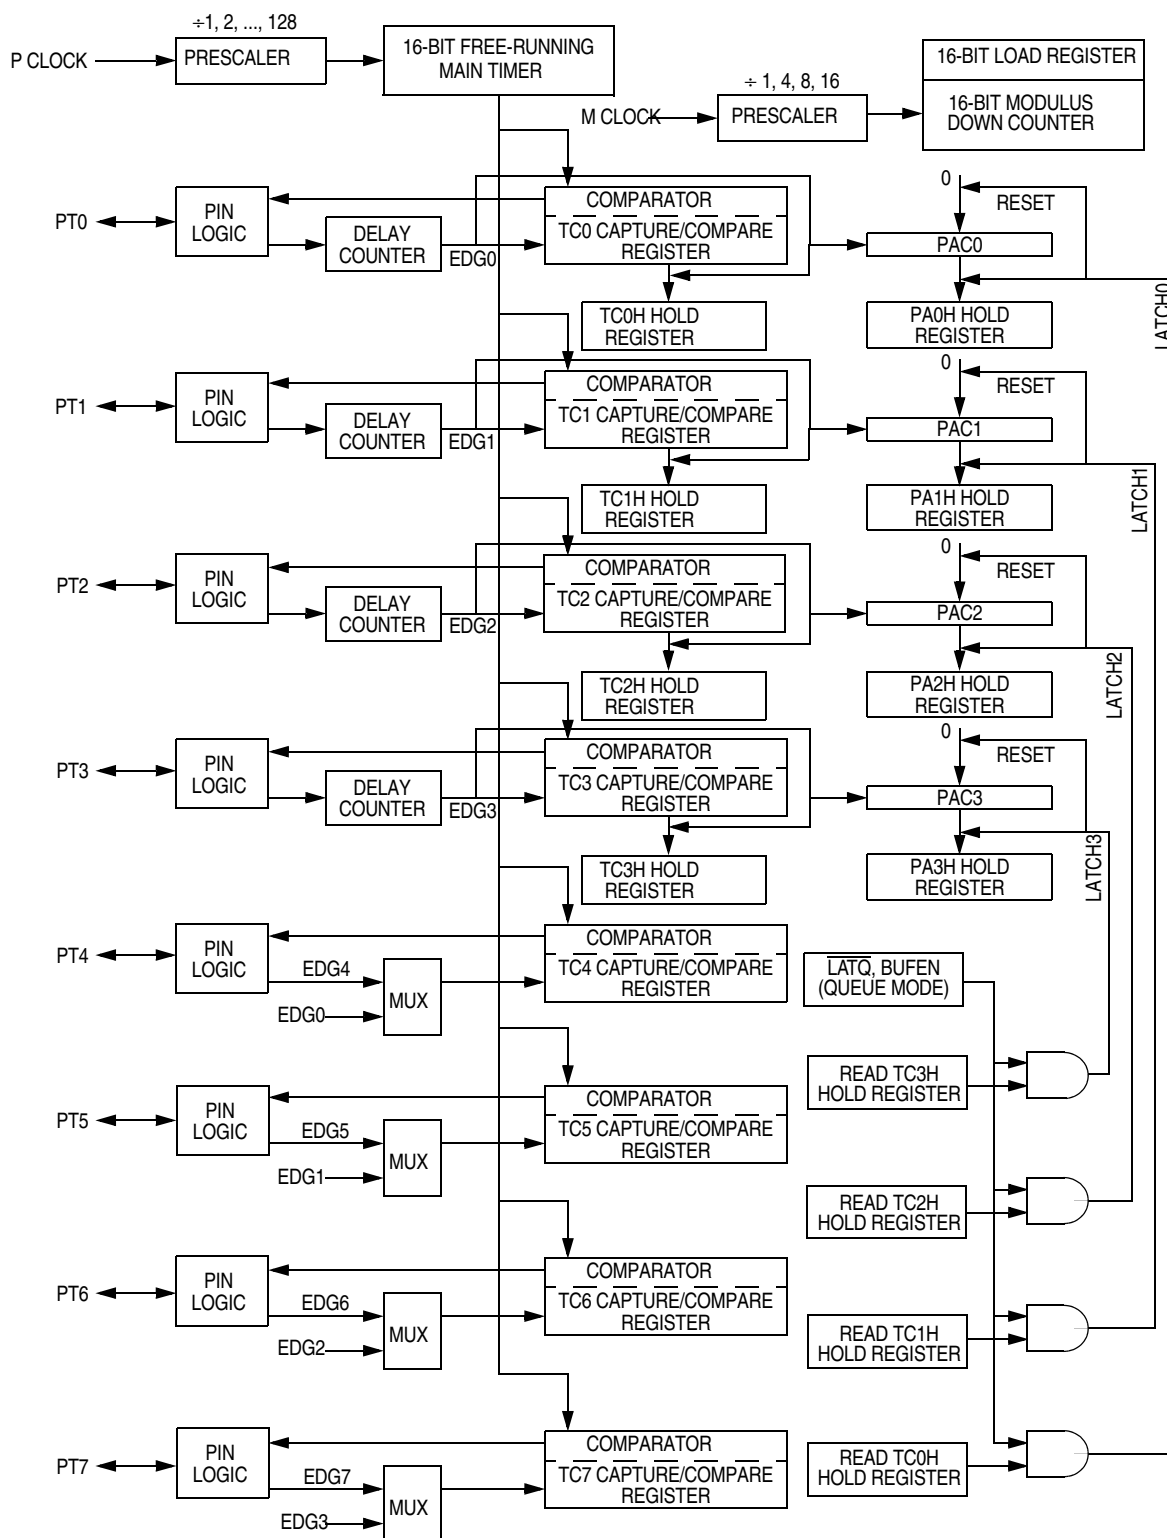 ÷1, 2, ..., 128
P CLOCK
PRESCALER
16-BIT FREE-RUNNING
MAIN TIMER
÷ 1, 4, 8, 16
M CLOCK
PRESCALER
16-BIT LOAD REGISTER
16-BIT MODULUS
DOWN COUNTER
PT0
PIN
LOGIC
DELAY
COUNTER
EDG0
COMPARATOR
TC0 CAPTURE/COMPARE
REGISTER
TC0H HOLD
REGISTER
0
RESET
PAC0
PA0H HOLD
REGISTER
LATCH0
PT1
PIN
LOGIC
DELAY
COUNTER
EDG1
COMPARATOR
TC1 CAPTURE/COMPARE
REGISTER
TC1H HOLD
REGISTER
0
RESET
PAC1
PA1H HOLD
REGISTER
LATCH1
PT2
PIN
LOGIC
DELAY
COUNTER
EDG2
COMPARATOR
TC2 CAPTURE/COMPARE
REGISTER
TC2H HOLD
REGISTER
0
RESET
PAC2
PA2H HOLD
REGISTER
LATCH2
PT3
PIN
LOGIC
DELAY
COUNTER
EDG3
COMPARATOR
TC3 CAPTURE/COMPARE
REGISTER
TC3H HOLD
REGISTER
0
RESET
PAC3
PA3H HOLD
REGISTER
LATCH3
PT4
PIN
LOGIC
EDG4
EDG0
MUX
COMPARATOR
TC4 CAPTURE/COMPARE
REGISTER
LATQ, BUFEN
(QUEUE MODE)
PT5
PIN
LOGIC
EDG5
EDG1
MUX
COMPARATOR
TC5 CAPTURE/COMPARE
REGISTER
READ TC3H
HOLD REGISTER
READ TC2H
HOLD REGISTER
PT6
PIN
LOGIC
EDG6
EDG2
MUX
COMPARATOR
TC6 CAPTURE/COMPARE
REGISTER
READ TC1H
HOLD REGISTER
PT7
PIN
LOGIC
EDG7
EDG3
MUX
COMPARATOR
TC7 CAPTURE/COMPARE
REGISTER
READ TC0H
HOLD REGISTER